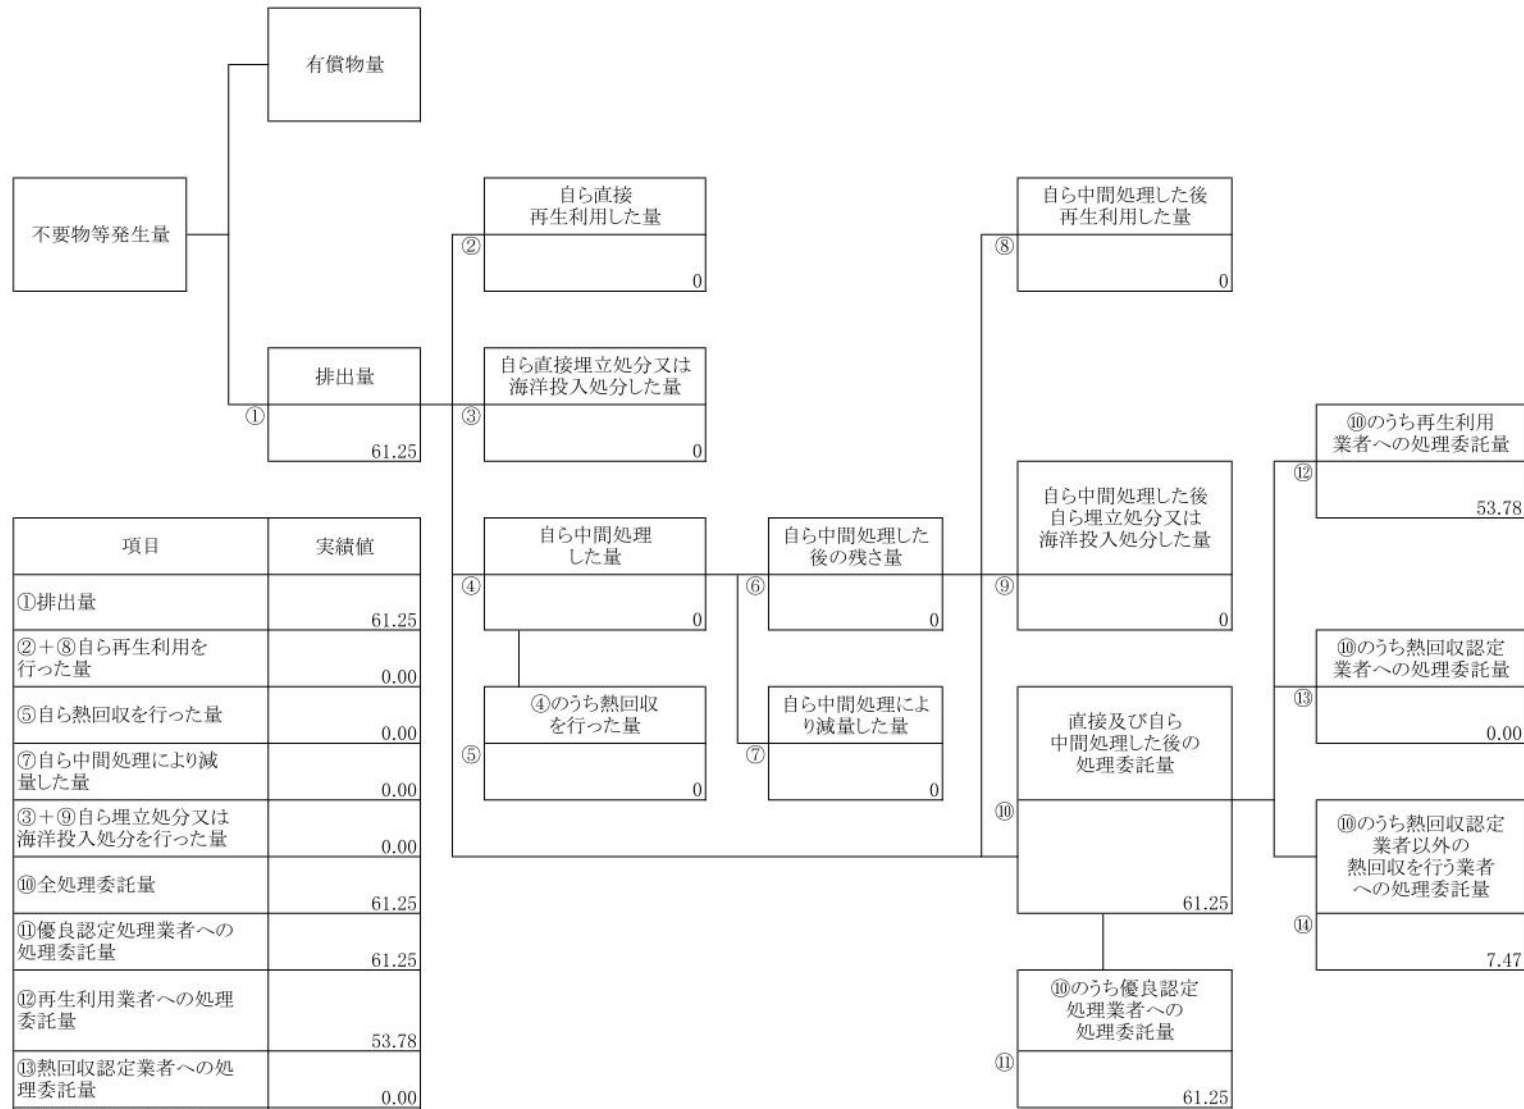 有償物量
不要物等発生量
自ら直接
再生利用した量
②
0
自ら中間処理した後
再生利用した量
⑧
0
排出量
①
61.25
自ら直接埋立処分又は
海洋投入処分した量
③
0
⑩のうち再生利用
業者への処理委託量
⑫
53.78
自ら中間処理した後
自ら埋立処分又は
海洋投入処分した量
⑨
0
自ら中間処理
した量
④
0
自ら中間処理した
後の残さ量
⑥
0
⑩のうち熱回収認定
業者への処理委託量
⑬
0.00
④のうち熱回収
を行った量
⑤
0
自ら中間処理によ
り減量した量
⑦
0
直接及び自ら
中間処理した後の
処理委託量
⑩
61.25
⑩のうち熱回収認定
業者以外の
熱回収を行う業者
への処理委託量
⑭
7.47
⑩のうち優良認定
処理業者への
処理委託量
⑪
61.25
項目 実績値
①排出量
61.25
②+⑧自ら再生利用を
行った量
0.00
⑤自ら熱回収を行った量
0.00
⑦自ら中間処理により減
量した量
0.00
③+⑨自ら埋立処分又は
海洋投入処分を行った量
0.00
⑩全処理委託量
61.25
⑪優良認定処理業者への
処理委託量
61.25
⑫再生利用業者への処理
委託量
53.78
⑬熱回収認定業者への処
理委託量
0.00